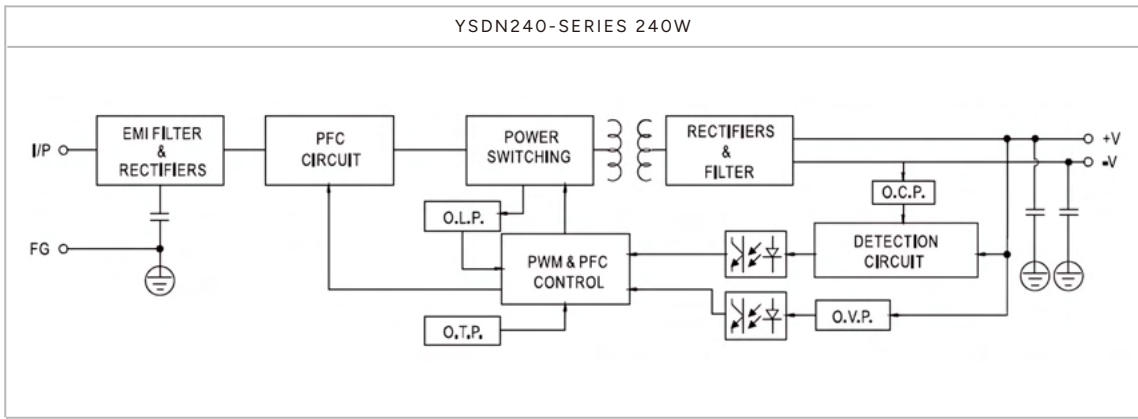 YSDN240-SERIES 240W
I/P
EMI FILTER
&
RECTIFIERS
PFC
CIRCUIT
POWER
SWITCHING
RECTIFIERS
&
FILTER
+V
-V
O.C.P.
O.L.P.
FG
PWM & PFC
CONTROL
DETECTION
CIRCUIT
O.T.P.
O.V.P.